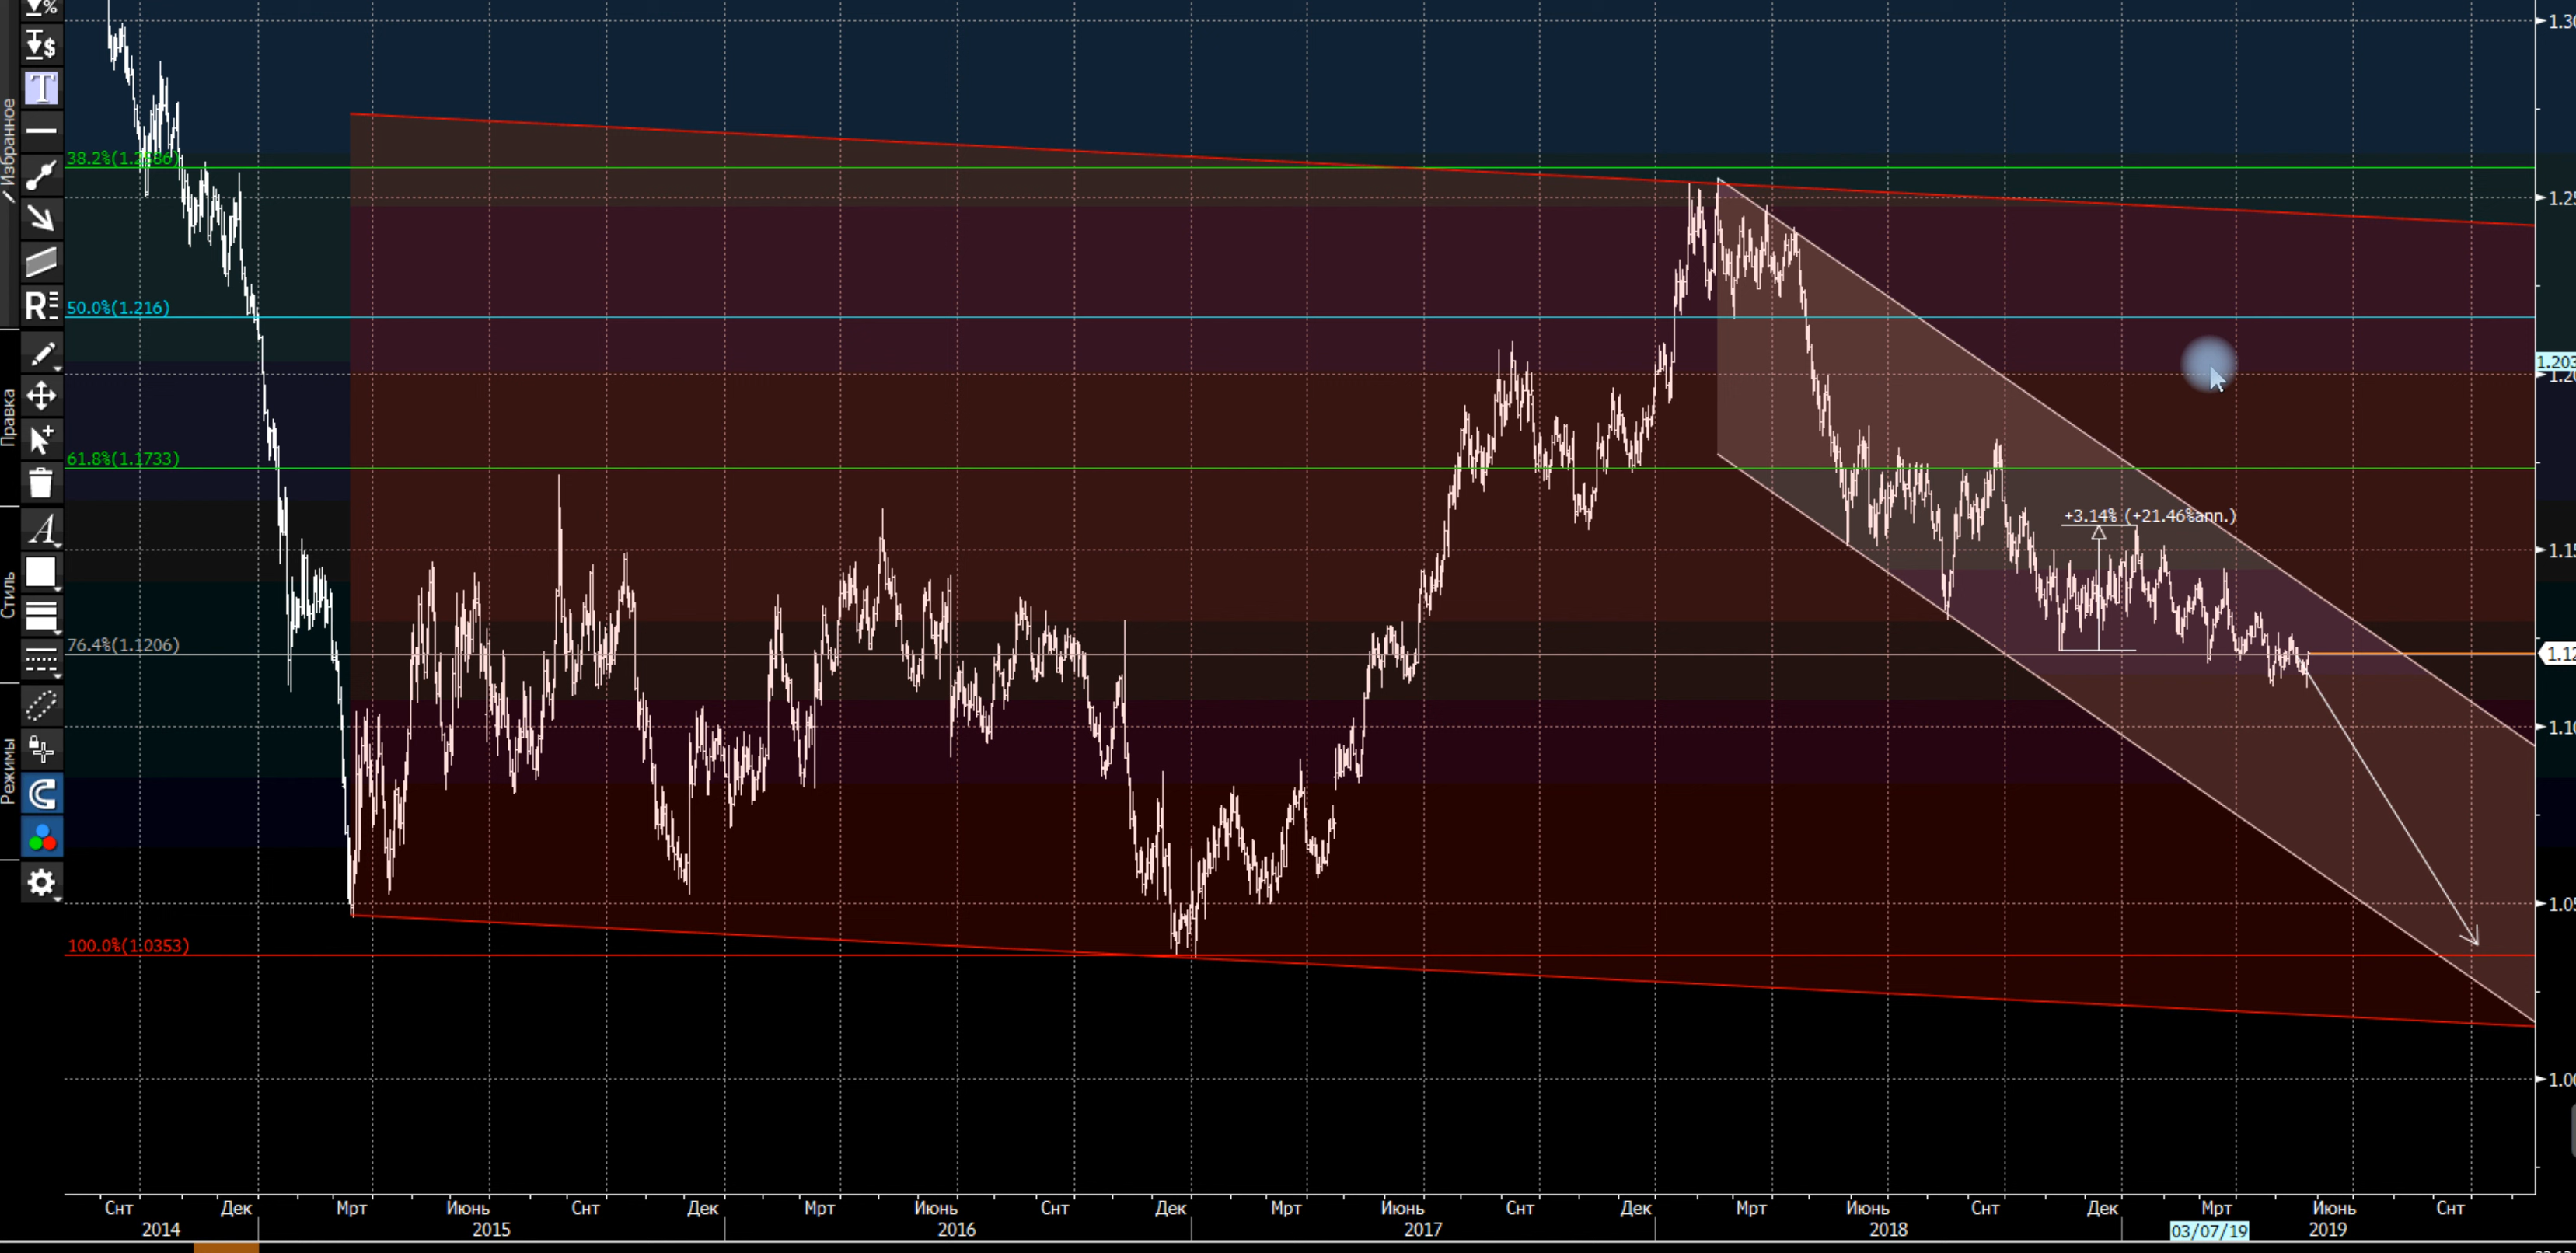 %
$
T
Избранное
R
Правка
A
Стиль
Режимы
38.2%(1.2586)
50.0%(1.216)
61.8%(1.1733)
76.4%(1.1206)
100.0%(1.0353)
+3.14% (+21.46%ann.)
1.30
1.25
1.203
1.20
1.15
1.12
1.10
1.05
1.00
Снт Дек Мрт Июнь Снт Дек Мрт Июнь Снт Дек Мрт Июнь Снт Дек Мрт Июнь Снт Дек Мрт Июнь Снт
2014 2015 2016 2017 2018 03/07/19 2019